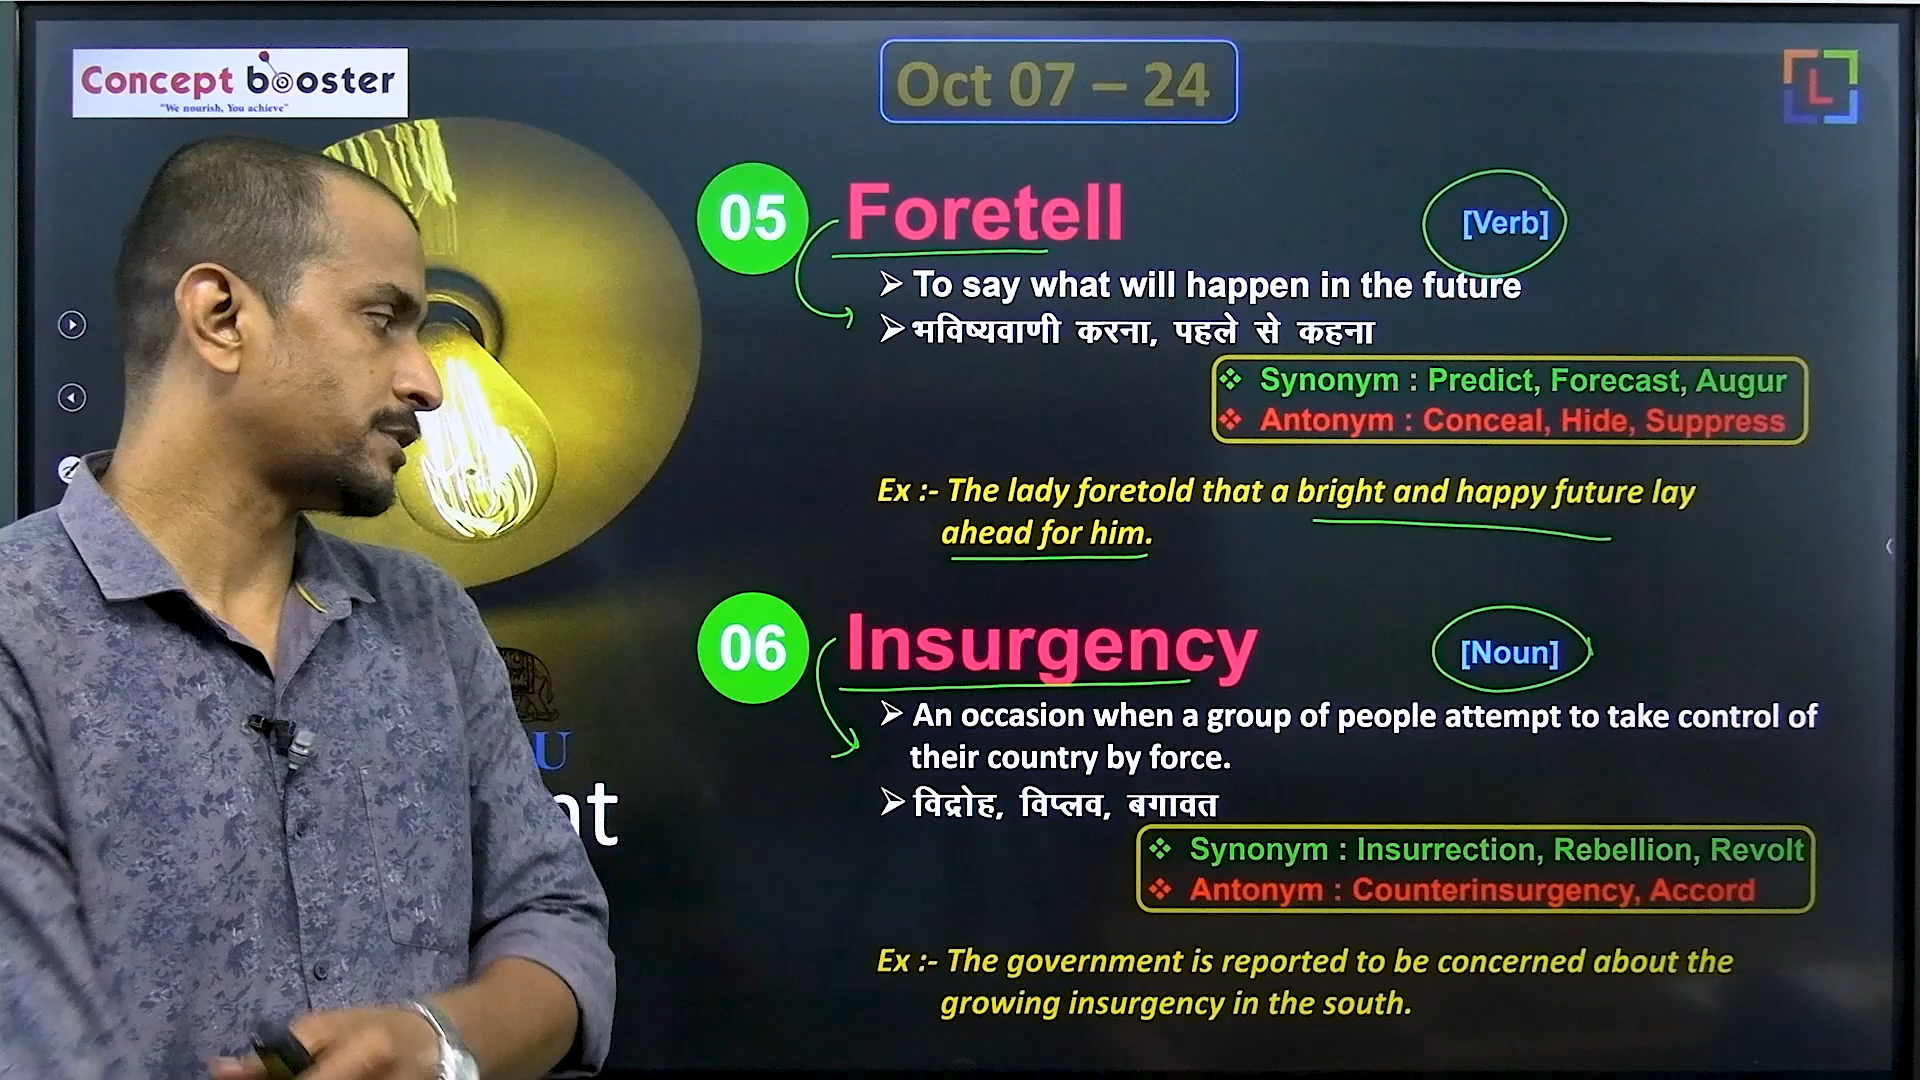 Concept booster
"We nourish, You achieve"
Oct 07 – 24
L
05 Foretell [Verb]
➢ To say what will happen in the future
➢ भविष्यवाणी करना, पहले से कहना
❖ Synonym : Predict, Forecast, Augur
❖ Antonym : Conceal, Hide, Suppress
Ex :- The lady foretold that a bright and happy future lay
ahead for him.
06 Insurgency [Noun]
➢ An occasion when a group of people attempt to take control of
their country by force.
➢ विद्रोह, विप्लव, बगावत
❖ Synonym : Insurrection, Rebellion, Revolt
❖ Antonym : Counterinsurgency, Accord
Ex :- The government is reported to be concerned about the
growing insurgency in the south.